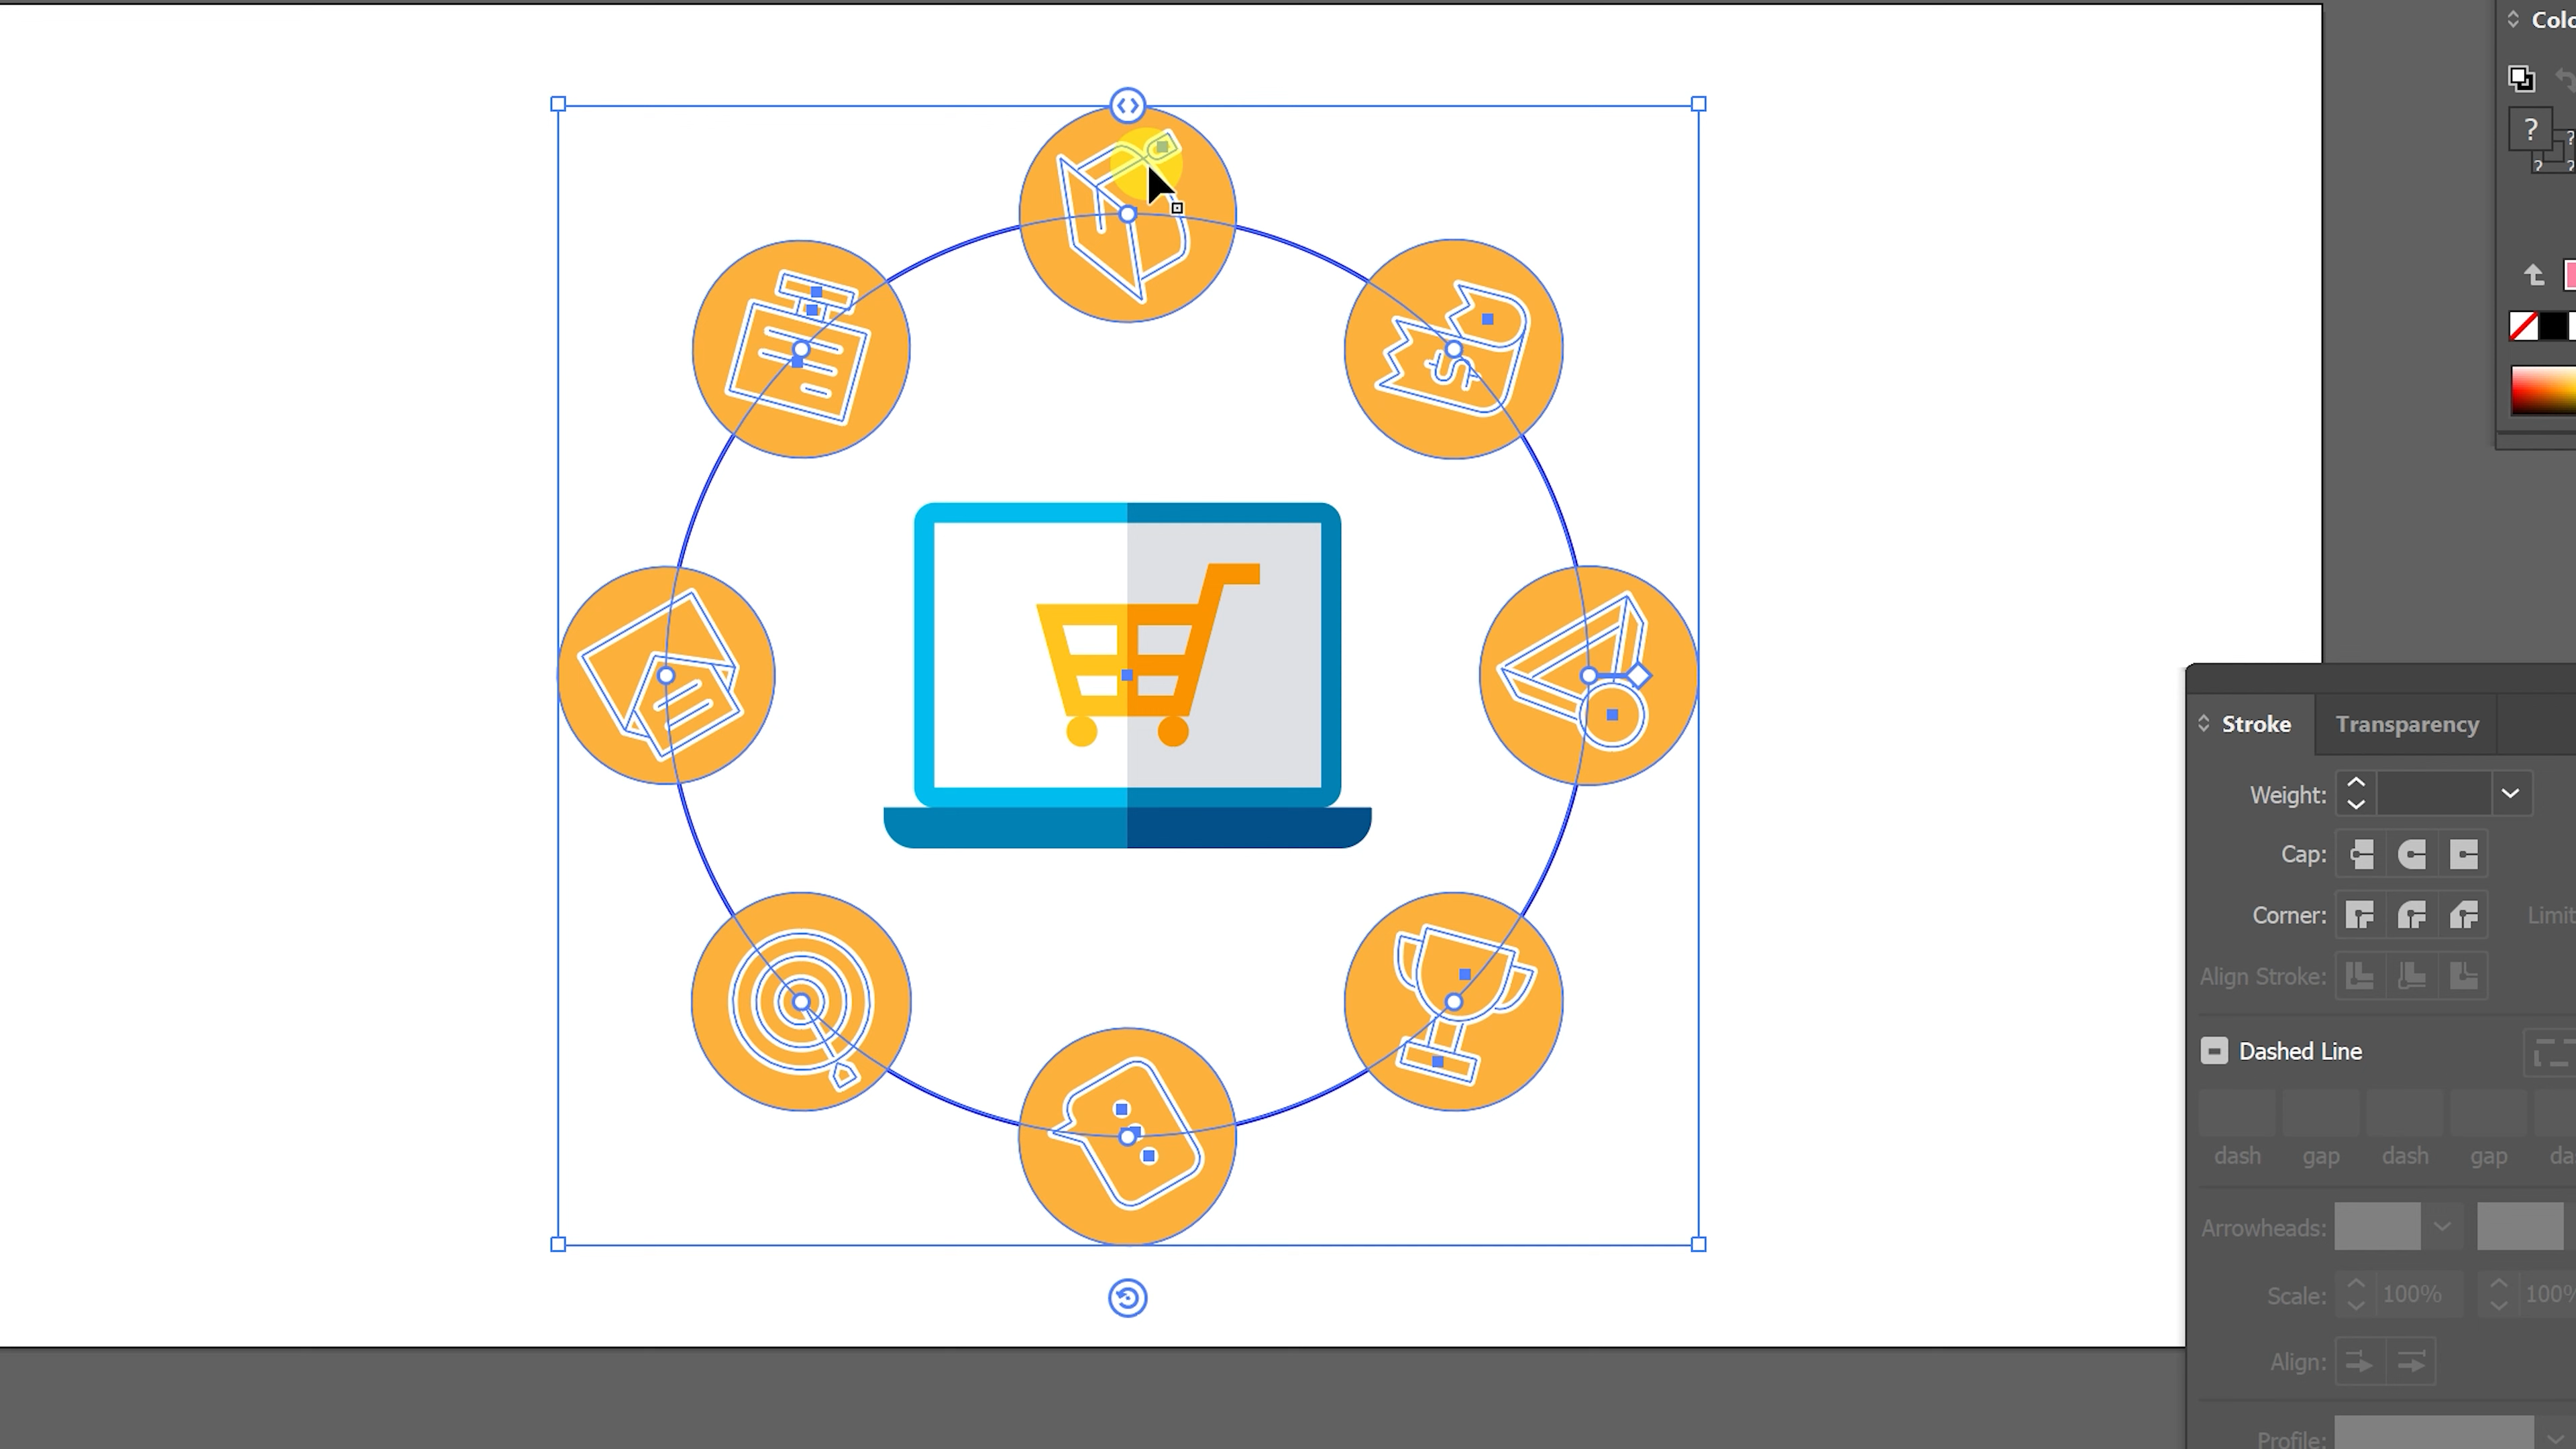 Colo
?
?
?
$
Stroke Transparency
Weight:
Cap:
Corner: Limit
Align Stroke:
Dashed Line
dash gap dash gap da
Arrowheads:
Scale: 100% 100%
Align:
Profile: